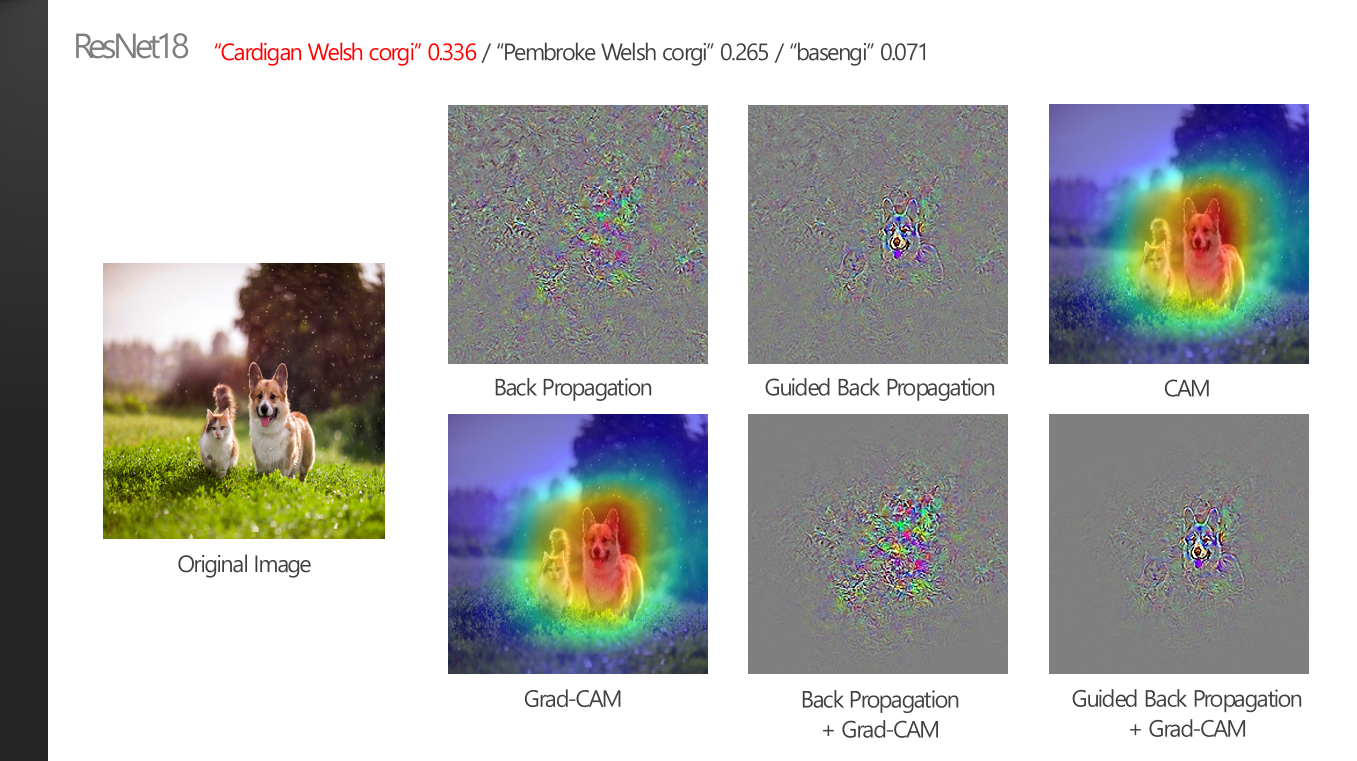 ResNet18 “Cardigan Welsh corgi” 0.336 / “Pembroke Welsh corgi” 0.265 / “basengi” 0.071
Back Propagation
Guided Back Propagation
CAM
Original Image
Grad-CAM
Back Propagation
+ Grad-CAM
Guided Back Propagation
+ Grad-CAM